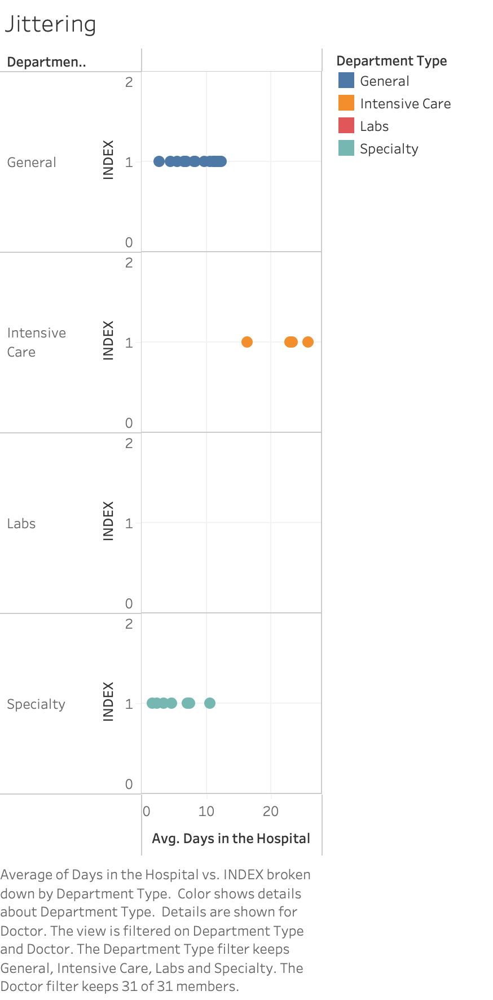 Jittering
Departmen..
Department Type
General
Intensive Care
Labs
Specialty
General
INDEX
2
1
0
Intensive
Care
INDEX
2
1
0
Labs
INDEX
2
1
0
Specialty
INDEX
2
1
0
0 10 20
Avg. Days in the Hospital
Average of Days in the Hospital vs. INDEX broken
down by Department Type.  Color shows details
about Department Type.  Details are shown for
Doctor. The view is filtered on Department Type
and Doctor. The Department Type filter keeps
General, Intensive Care, Labs and Specialty. The
Doctor filter keeps 31 of 31 members.